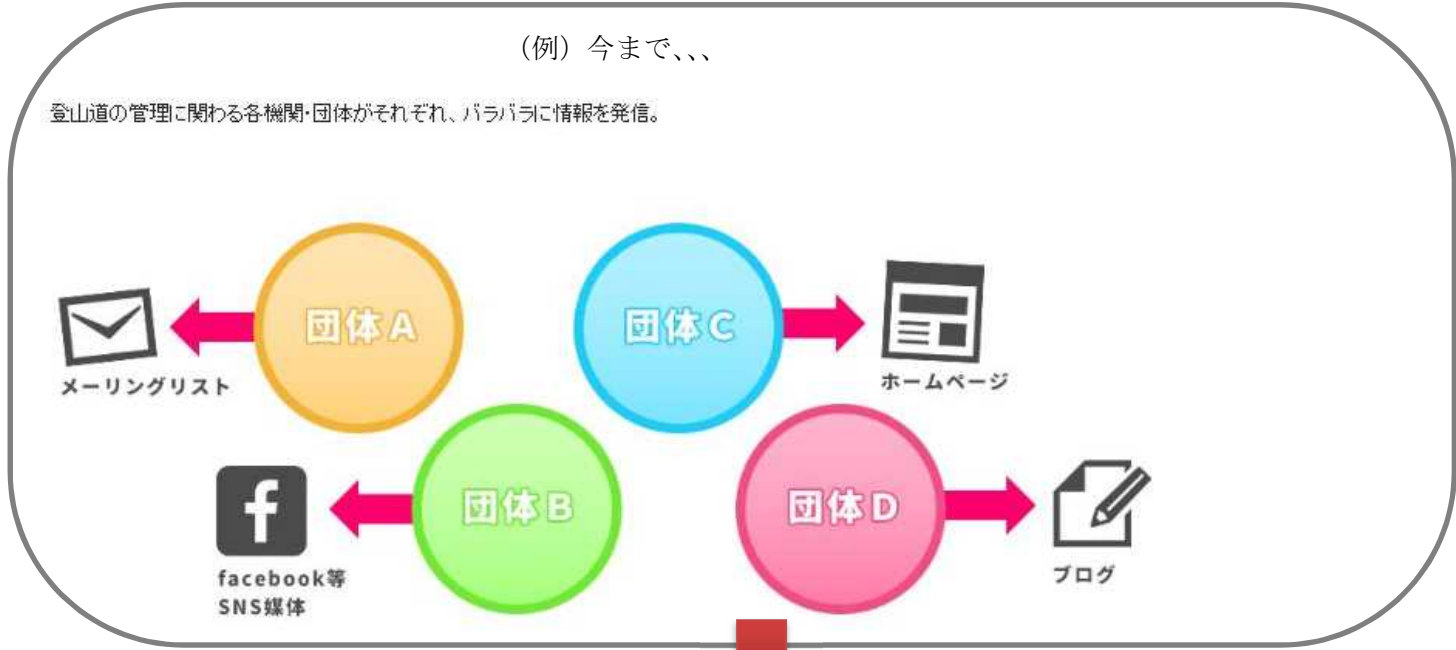 （例）今まで、、、
登山道の管理に関わる各機関・団体がそれぞれ、バラバラに情報を発信。
団体A
団体C
メーリングリスト
ホームページ
団体B
団体D
facebook等
SNS媒体
ブログ